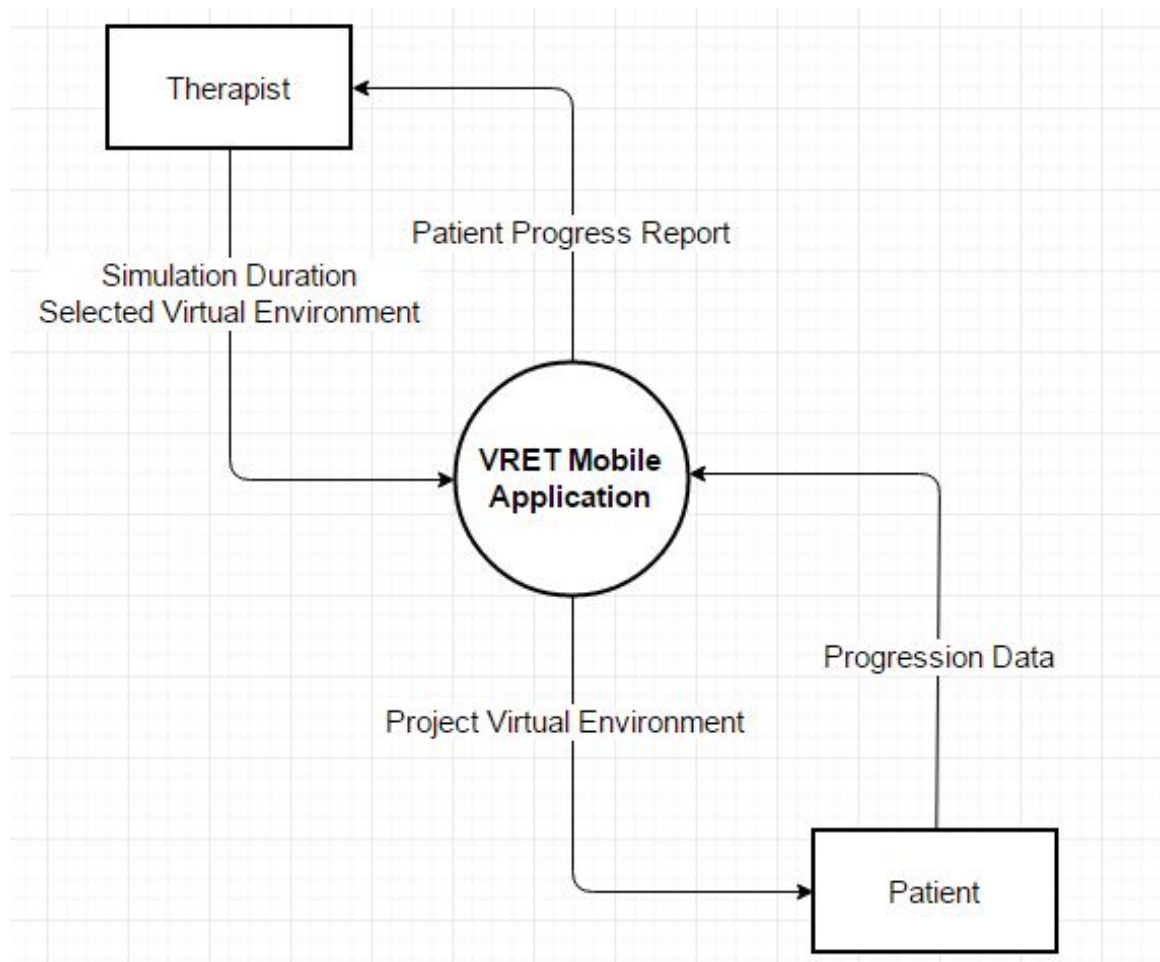 Therapist
Patient Progress Report
Simulation Duration
Selected Virtual Environment
VRET Mobile
Application
Progression Data
Project Virtual Environment
Patient